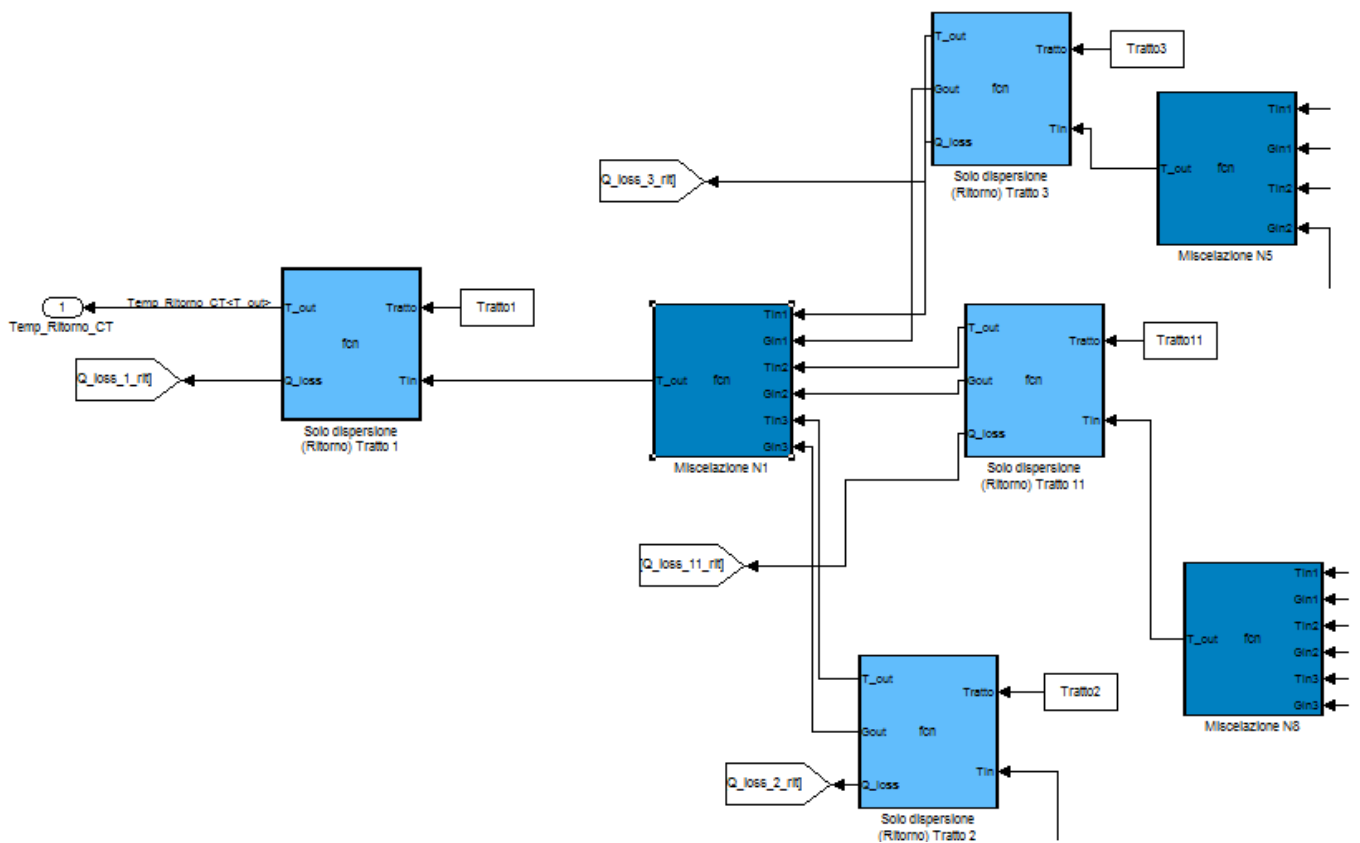 T_out
Gout
Q_loss
fcn
Tratto
Tin
Solo dispersione
(Ritorno) Tratto 3
Tratto3
Tin1
Gin1
Tin2
Gin2
T_out
fcn
Miscelazione N5
Q_loss_3_rit]
1
Temp_Ritorno_CT
Temp_Ritorno_CT<T_out>
Q_loss_1_rit]
T_out
Q_loss
fcn
Tratto
Tin
Solo dispersione
(Ritorno) Tratto 1
Tratto1
T_out
fcn
Tin1
Gin1
Tin2
Gin2
Tin3
Gin3
Miscelazione N1
T_out
Gout
Q_loss
fcn
Tratto
Tin
Solo dispersione
(Ritorno) Tratto 11
Tratto11
[Q_loss_11_rit]
T_out
fcn
Tin1
Gin1
Tin2
Gin2
Tin3
Gin3
Miscelazione N8
T_out
Gout
Q_loss
fcn
Tratto
Tin
Solo dispersione
(Ritorno) Tratto 2
Tratto2
Q_loss_2_rit]